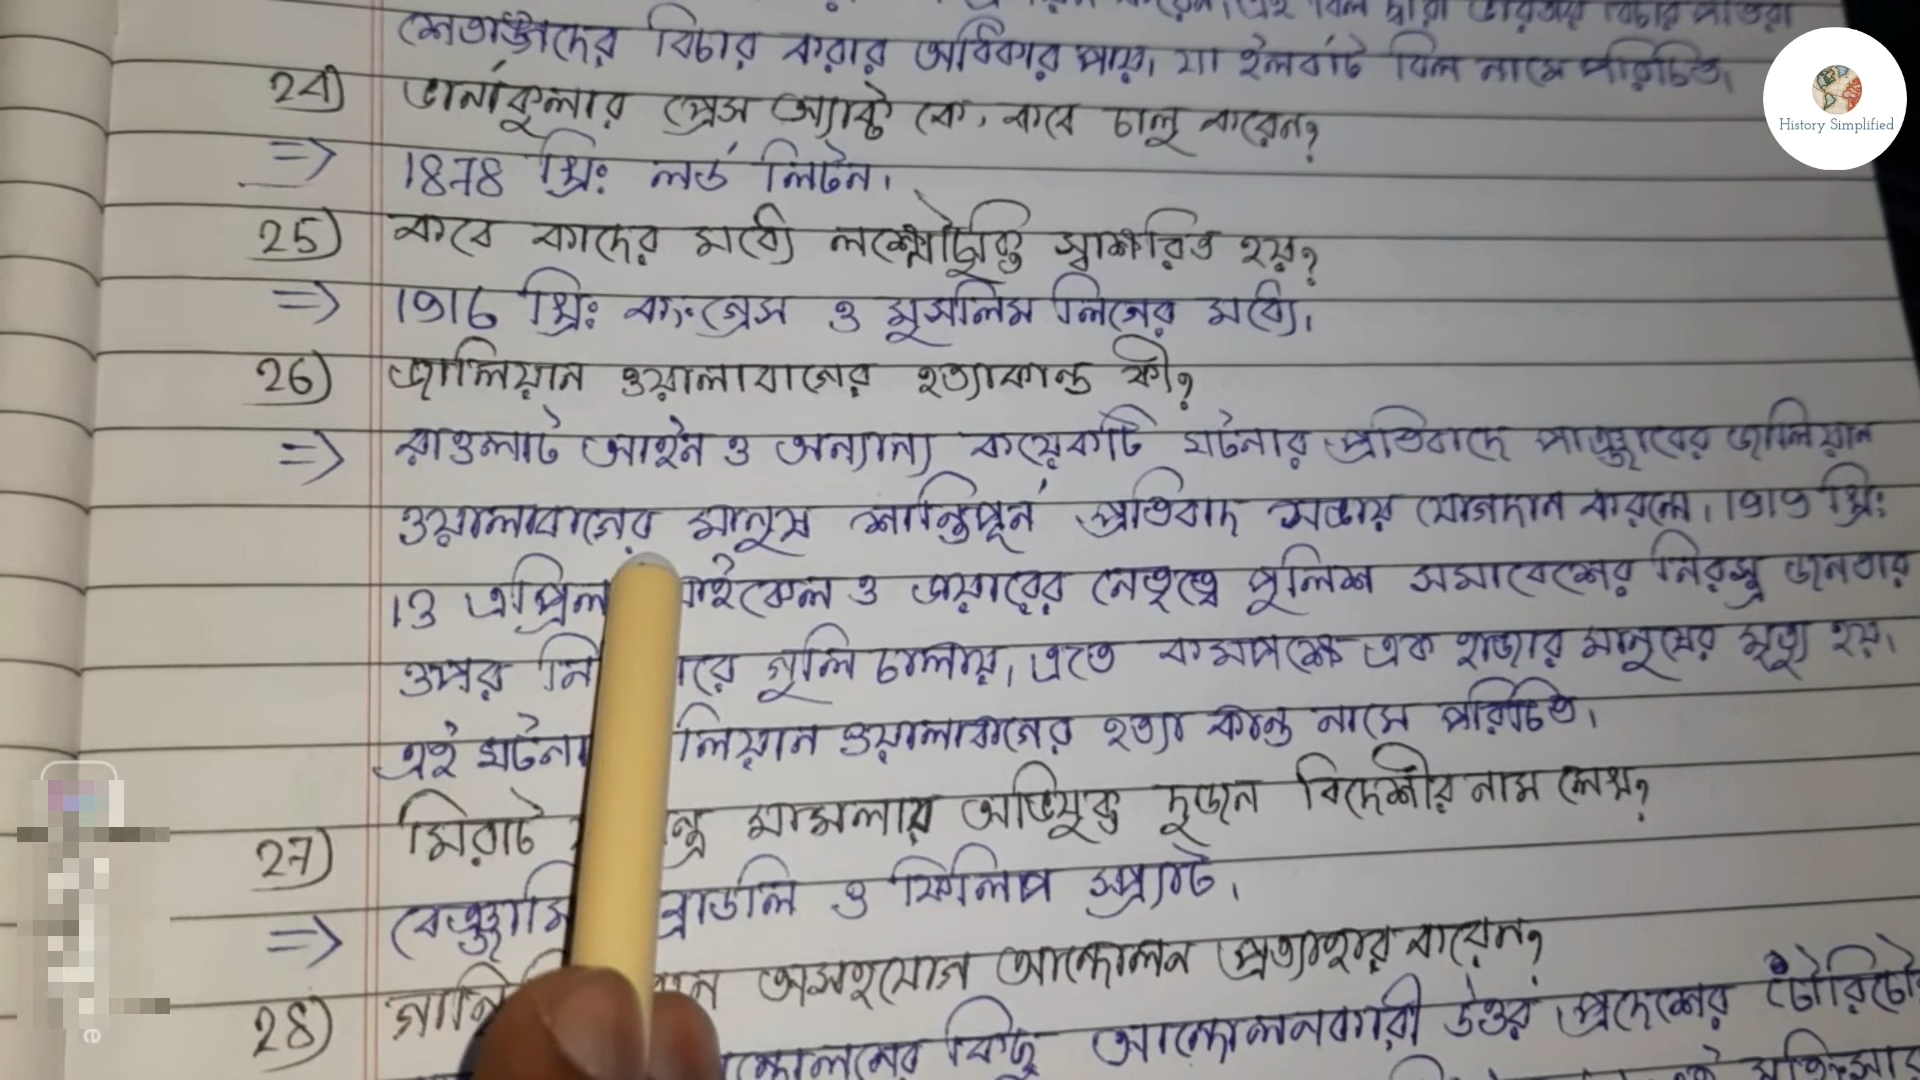 শ্বেতাঙ্গদের বিচার করার অধিকার পায়, যা ইলবার্ট বিল নামে পরিচিত,
24) ভার্নাকুলার প্রেস অ্যাক্ট কে, কবে চালু করেন?
=> 1878 খ্রিঃ লর্ড লিটন।
25) কবে কাদের মধ্যে লক্ষ্ণৌচুক্তি স্বাক্ষরিত হয়?
=> 1916 খ্রিঃ কংগ্রেস ও মুসলিম লিগের মধ্যে।
26) জালিয়ান ওয়ালাবাগের হত্যাকান্ড কী?
=> রাওলাট আইন ও অন্যান্য কয়েকটি ঘটনার প্রতিবাদে পাঞ্জাবের জালিয়ান
ওয়ালাবাগের মানুষ শান্তিপূর্ন প্রতিবাদ সভায় যোগদান করলে। 1919 খ্রিঃ
13 এপ্রিল মাইকেল ও ডায়ারের নেতৃত্বে পুলিশ সমাবেশের নিরস্ত্র জনতার
ওপর গুলি চালায়, এতে কমপক্ষে এক হাজার মানুষের মৃত্যু হয়।
এই ঘটনা লিয়ান ওয়ালাবাগের হত্যা কান্ড নামে পরিচিত।
27) মিরাট মামলায় অভিযুক্ত দুজন বিদেশীর নাম লেখ?
=> ব্রাডলি ও ফিলিপ স্প্র্যাট।
28) অসহযোগ আন্দোলন প্রত্যাহার করেন?
কিছু আন্দোলনকারী উত্তর প্রদেশের
History Simplified